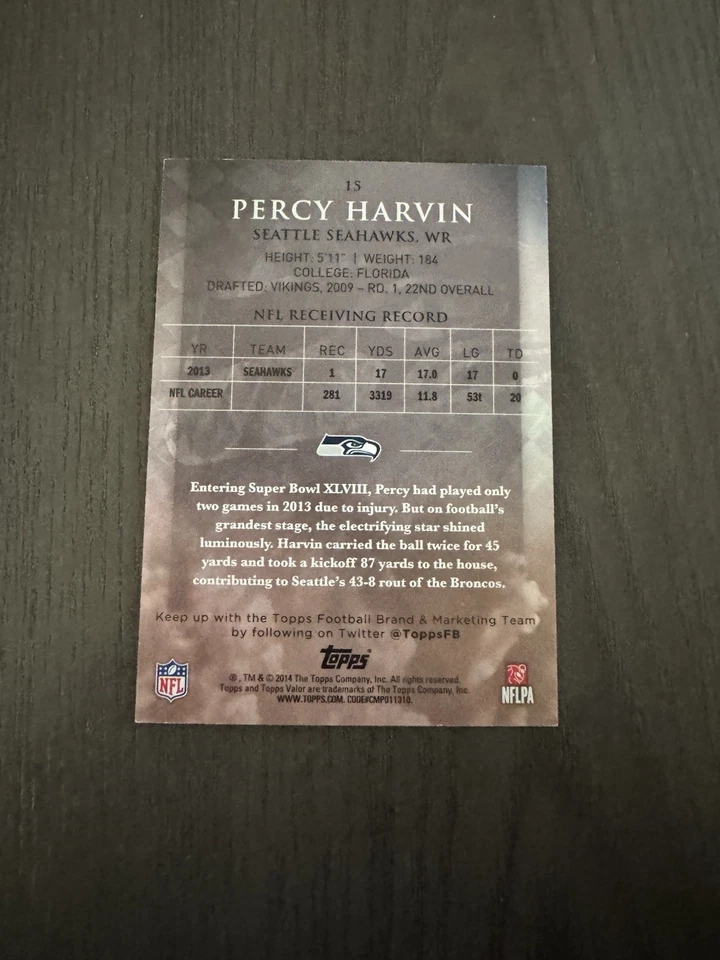 15
PERCY HARVIN
SEATTLE SEAHAWKS, WR
HEIGHT: 5'11" | WEIGHT: 184
COLLEGE: FLORIDA
DRAFTED: VIKINGS, 2009 – RD. 1, 22ND OVERALL
NFL RECEIVING RECORD
YR TEAM REC YDS AVG LG TD
2013 SEAHAWKS 1 17 17.0 17 0
NFL CAREER 281 3319 11.8 53t 20
Entering Super Bowl XLVIII, Percy had played only
two games in 2013 due to injury. But on football's
grandest stage, the electrifying star shined
luminously. Harvin carried the ball twice for 45
yards and took a kickoff 87 yards to the house,
contributing to Seattle's 43-8 rout of the Broncos.
Keep up with the Topps Football Brand & Marketing Team
by following on Twitter @ToppsFB
topps®
®, TM & © 2014 The Topps Company, Inc. All rights reserved.
Topps and Topps Valor are trademarks of The Topps Company, Inc.
WWW.TOPPS.COM. CODE#CMP011310.
NFL
NFLPA